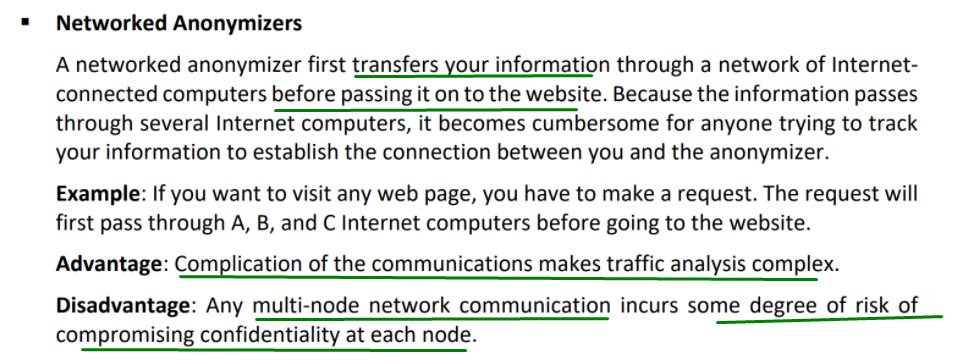 ▪ Networked Anonymizers
A networked anonymizer first transfers your information through a network of Internet-
connected computers before passing it on to the website. Because the information passes
through several Internet computers, it becomes cumbersome for anyone trying to track
your information to establish the connection between you and the anonymizer.
Example: If you want to visit any web page, you have to make a request. The request will
first pass through A, B, and C Internet computers before going to the website.
Advantage: Complication of the communications makes traffic analysis complex.
Disadvantage: Any multi-node network communication incurs some degree of risk of
compromising confidentiality at each node.